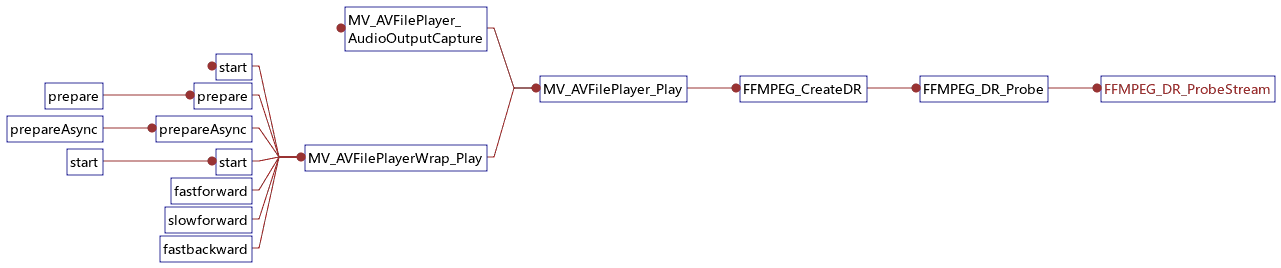 MV_AVFilePlayer_
AudioOutputCapture
start
prepare
prepare
prepareAsync
prepareAsync
start
start
fastforward
slowforward
fastbackward
MV_AVFilePlayerWrap_Play
MV_AVFilePlayer_Play
FFMPEG_CreateDR
FFMPEG_DR_Probe
FFMPEG_DR_ProbeStream